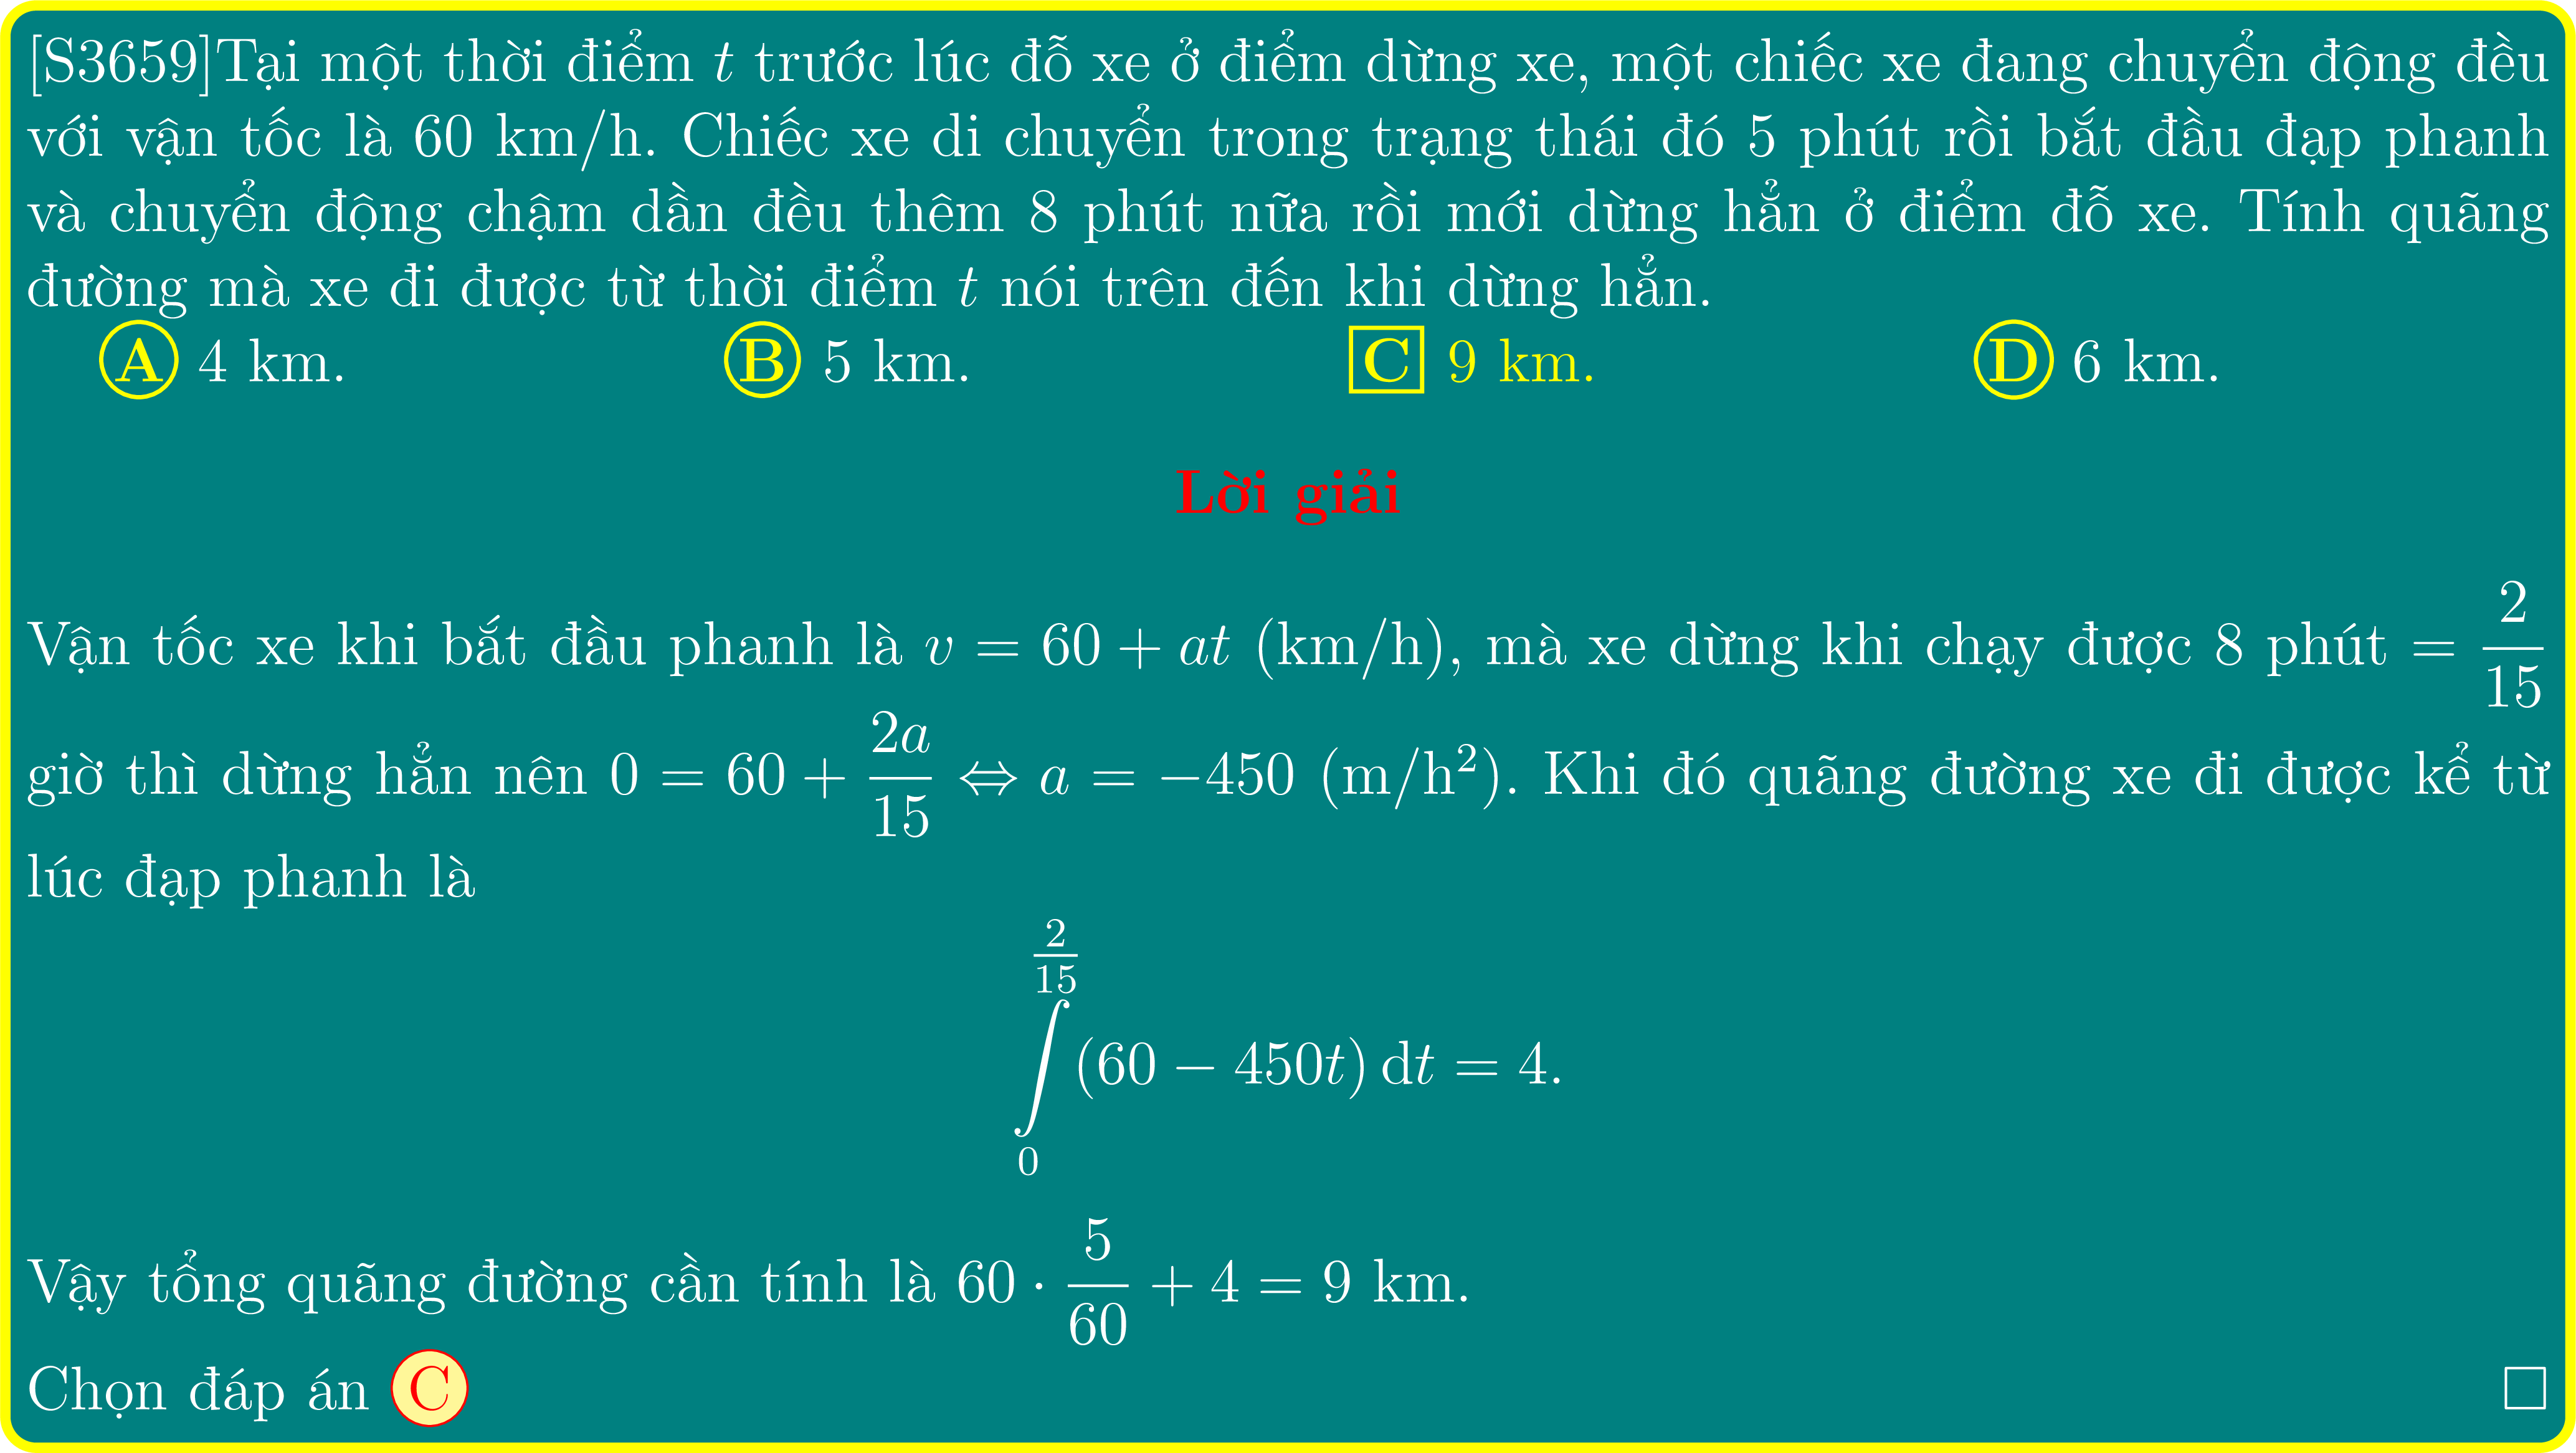 [S3659]Tại một thời điểm t trước lúc đỗ xe ở điểm dừng xe, một chiếc xe đang chuyển động đều
với vận tốc là 60 km/h. Chiếc xe di chuyển trong trạng thái đó 5 phút rồi bắt đầu đạp phanh
và chuyển động chậm dần đều thêm 8 phút nữa rồi mới dừng hẳn ở điểm đỗ xe. Tính quãng
đường mà xe đi được từ thời điểm t nói trên đến khi dừng hẳn.
A 4 km. B 5 km. C 9 km. D 6 km.
Lời giải
Vận tốc xe khi bắt đầu phanh là v = 60 + at (km/h), mà xe dừng khi chạy được 8 phút = \frac{2}{15}
giờ thì dừng hẳn nên 0 = 60 + \frac{2a}{15} ⇔ a = −450 (m/h²). Khi đó quãng đường xe đi được kể từ
lúc đạp phanh là
\int_{0}^{\frac{2}{15}} (60 − 450t) dt = 4.
Vậy tổng quãng đường cần tính là 60 · \frac{5}{60} + 4 = 9 km.
Chọn đáp án C □